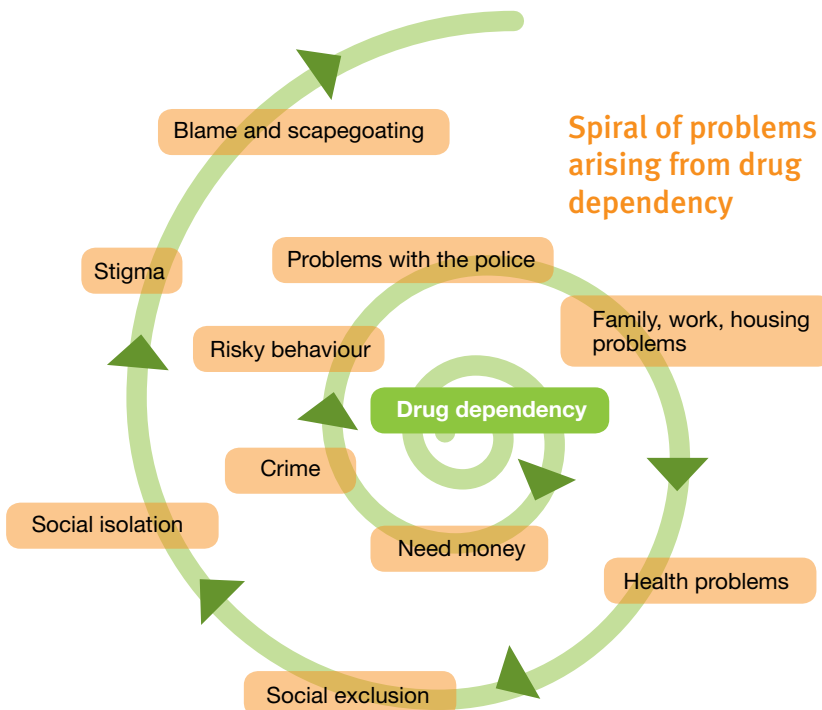 Spiral of problems
arising from drug
dependency
Drug dependency
Need money
Crime
Risky behaviour
Problems with the police
Family, work, housing
problems
Health problems
Social exclusion
Social isolation
Stigma
Blame and scapegoating